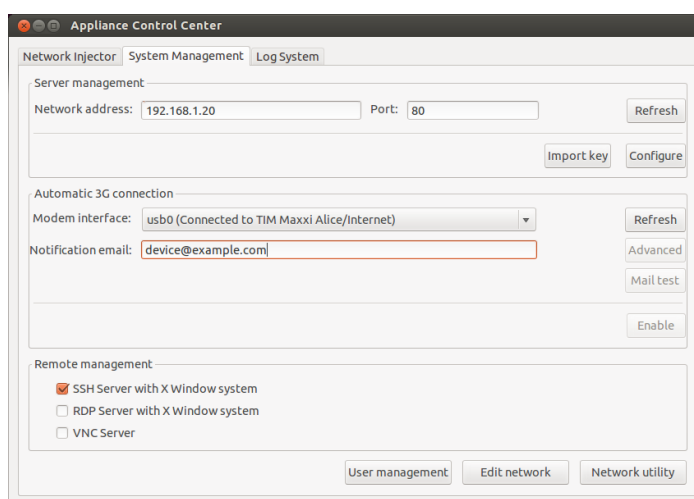 Appliance Control Center
Network Injector System Management Log System
Server management
Network address: 192.168.1.20 Port: 80 Refresh
Import key Configure
Automatic 3G connection
Modem interface: usb0 (Connected to TIM Maxxi Alice/Internet) Refresh
Notification email: device@example.com Advanced
Mail test
Enable
Remote management
SSH Server with X Window system
RDP Server with X Window system
VNC Server
User management Edit network Network utility